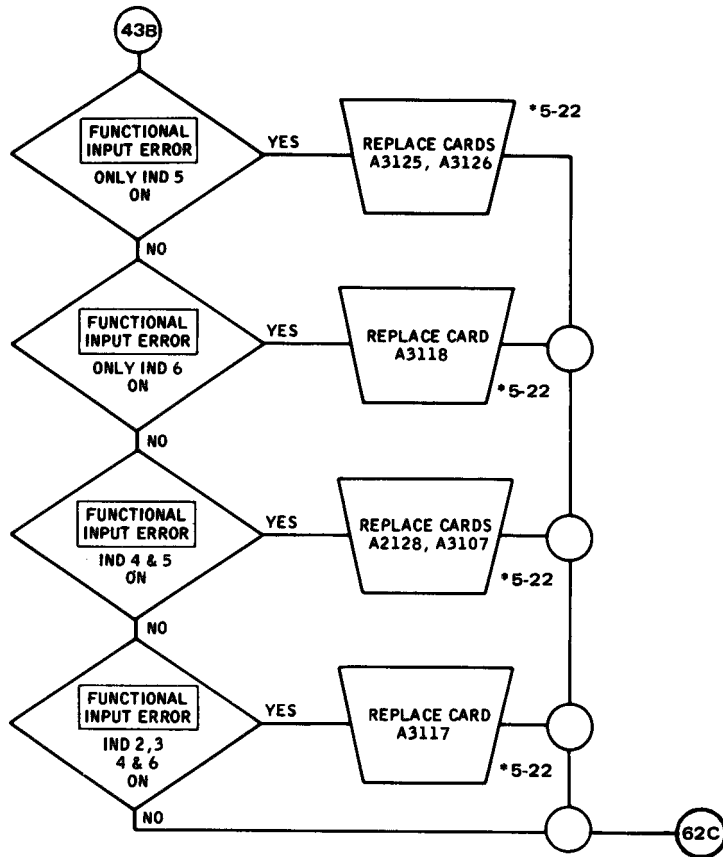 43B
FUNCTIONAL
INPUT ERROR
ONLY IND 5
ON
YES
REPLACE CARDS
A3125, A3126
*5-22
NO
FUNCTIONAL
INPUT ERROR
ONLY IND 6
ON
YES
REPLACE CARD
A3118
*5-22
NO
FUNCTIONAL
INPUT ERROR
IND 4 & 5
ON
YES
REPLACE CARDS
A2128, A3107
*5-22
NO
FUNCTIONAL
INPUT ERROR
IND 2,3
4 & 6
ON
YES
REPLACE CARD
A3117
*5-22
NO
62C